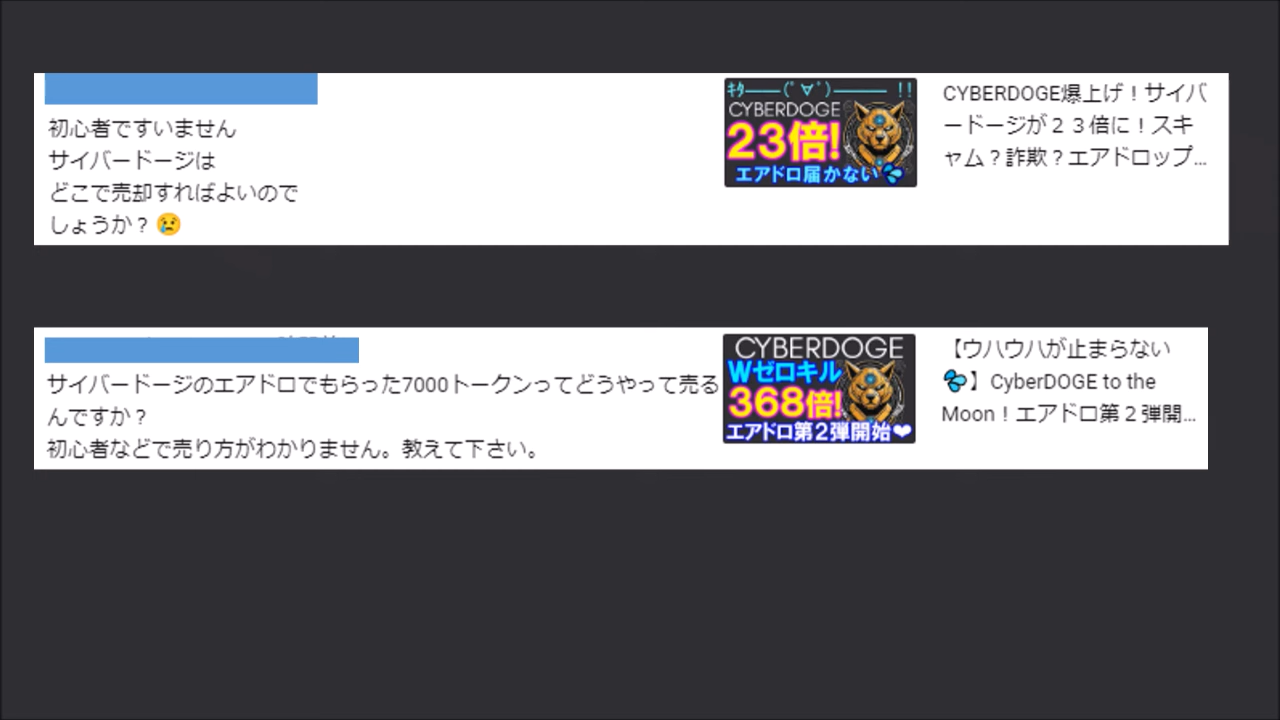 初心者ですいません
サイバードージは
どこで売却すればよいので
しょうか？😢
ｷﾀ――(ﾟ∀ﾟ)―― !!
CYBERDOGE
23倍!
エアドロ届かない💦
CYBERDOGE爆上げ！サイバ
ードージが２３倍に！スキ
ャム？詐欺？エアドロップ...
サイバードージのエアドロでもらった7000トークンってどうやって売る
んですか？
初心者などで売り方がわかりません。教えて下さい。
CYBERDOGE
Wゼロキル
368倍!
エアドロ第2弾開始❤
【ウハウハが止まらない
💦】CyberDOGE to the
Moon！エアドロ第２弾開...